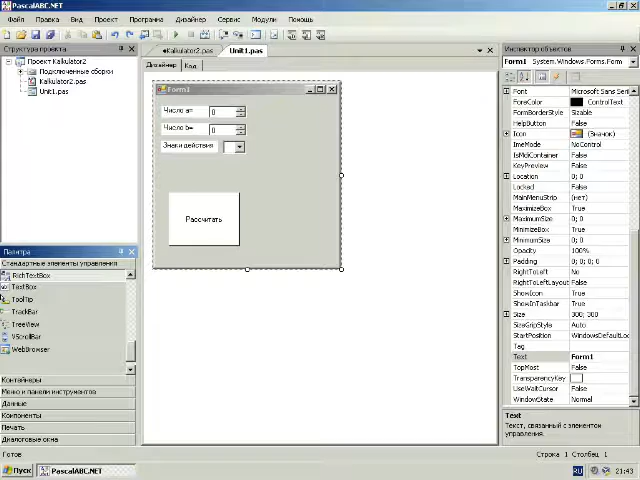 PascalABC.NET
Файл Правка Вид Проект Программа Дизайнер Сервис Модули Помощь
Структура проекта
Проект Kalkulator2
Подключенные сборки
Kalkulator2.pas
Unit1.pas
Палитра
Стандартные элементы управления
RichTextBox
TextBox
ToolTip
TrackBar
TreeView
VScrollBar
WebBrowser
Контейнеры
Меню и панели инструментов
Данные
Компоненты
Печать
Диалоговые окна
•Kalkulator2.pas Unit1.pas
Дизайнер Код
Form1
Число a= 0
Число b= 0
Знаки действия
Рассчитать
Инспектор объектов
Form1 System.Windows.Forms.Form
Font Microsoft Sans Seri
ForeColor ControlText
FormBorderStyle Sizable
HelpButton False
Icon (Значок)
ImeMode NoControl
IsMdiContainer False
KeyPreview False
Location 0; 0
Locked False
MainMenuStrip (нет)
MaximizeBox True
MaximumSize 0; 0
MinimizeBox True
MinimumSize 0; 0
Opacity 100%
Padding 0; 0; 0; 0
RightToLeft No
RightToLeftLayou False
ShowIcon True
ShowInTaskbar True
Size 300; 300
SizeGripStyle Auto
StartPosition WindowsDefaultLo
Tag
Text Form1
TopMost False
TransparencyKey
UseWaitCursor False
WindowState Normal
Text
Текст, связанный с элементом
управления.
Готов Строка 1 Столбец 1
Пуск PascalABC.NET RU 21:43